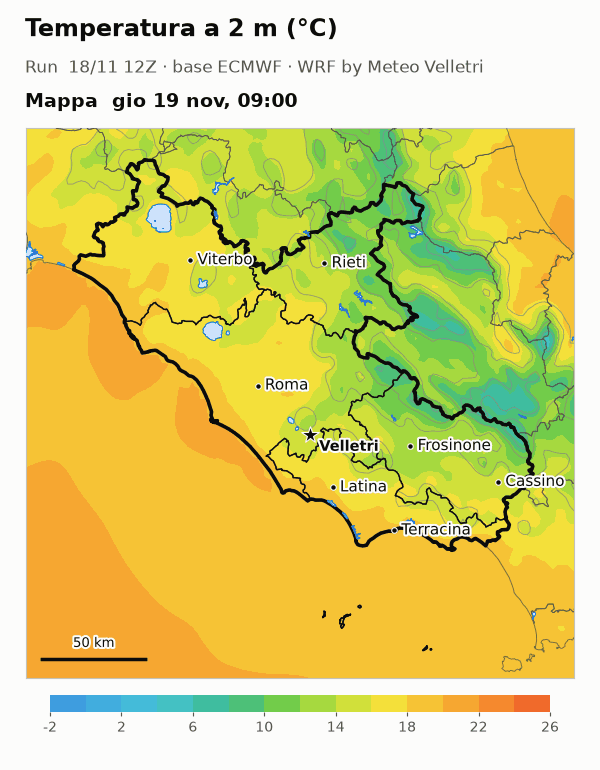 Temperatura a 2 m (°C)
Run  18/11 12Z · base ECMWF · WRF by Meteo Velletri
Mappa  gio 19 nov, 09:00
Viterbo
Rieti
Roma
Velletri
Frosinone
Cassino
Latina
Terracina
50 km
-2 2 6 10 14 18 22 26